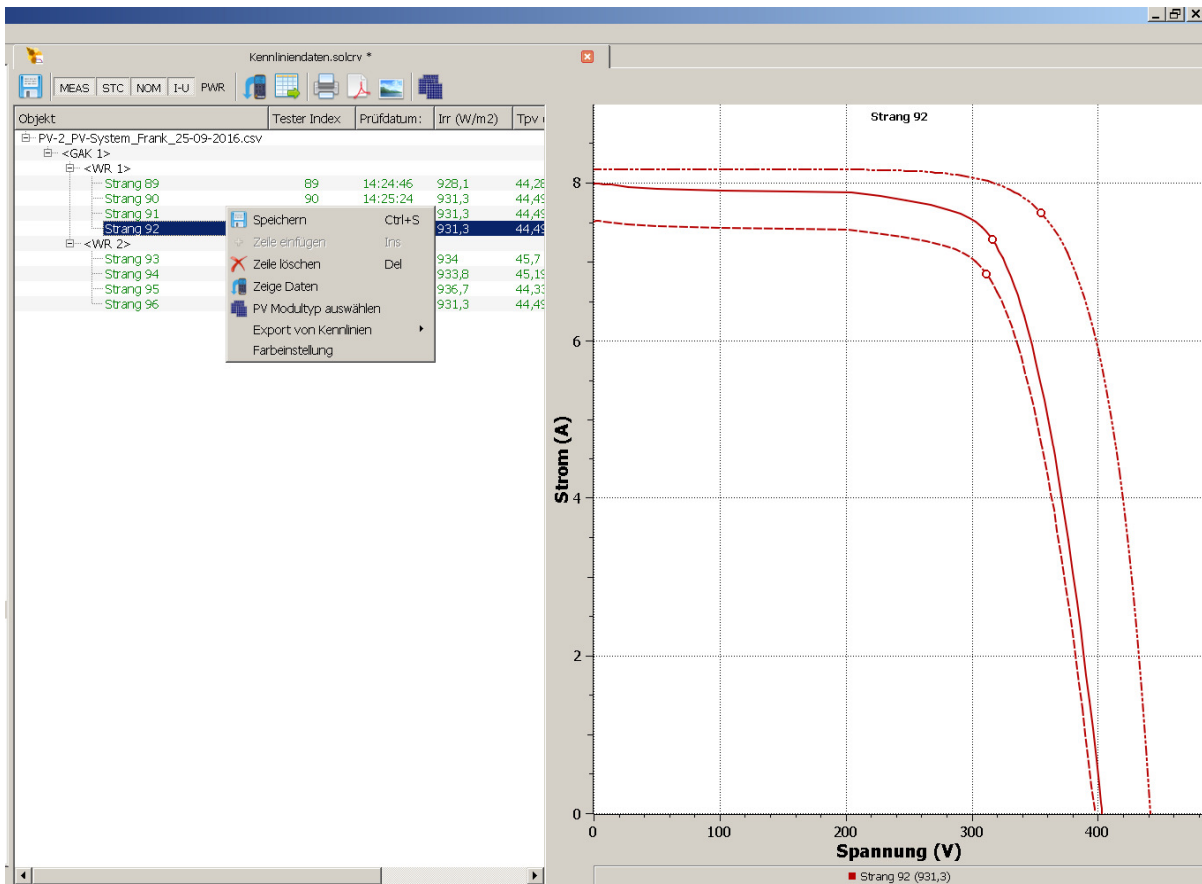 Kennliniendaten.solcrv *
MEAS STC NOM I-U PWR
Objekt Tester Index Prüfdatum: Irr (W/m2) Tpv
PV-2_PV-System_Frank_25-09-2016.csv
<GAK 1>
<WR 1>
Strang 89 89 14:24:46 928,1 44,28
Strang 90 90 14:25:24 931,3 44,49
Strang 91 931,3 44,49
Strang 92 931,3 44,49
<WR 2>
Strang 93 934 45,7
Strang 94 933,8 45,19
Strang 95 936,7 44,33
Strang 96 931,3 44,49
Speichern Ctrl+S
Zeile einfügen Ins
Zeile löschen Del
Zeige Daten
PV Modultyp auswählen
Export von Kennlinien
Farbeinstellung
Strang 92
Strom (A)
8
6
4
2
0
0 100 200 300 400
Spannung (V)
Strang 92 (931,3)